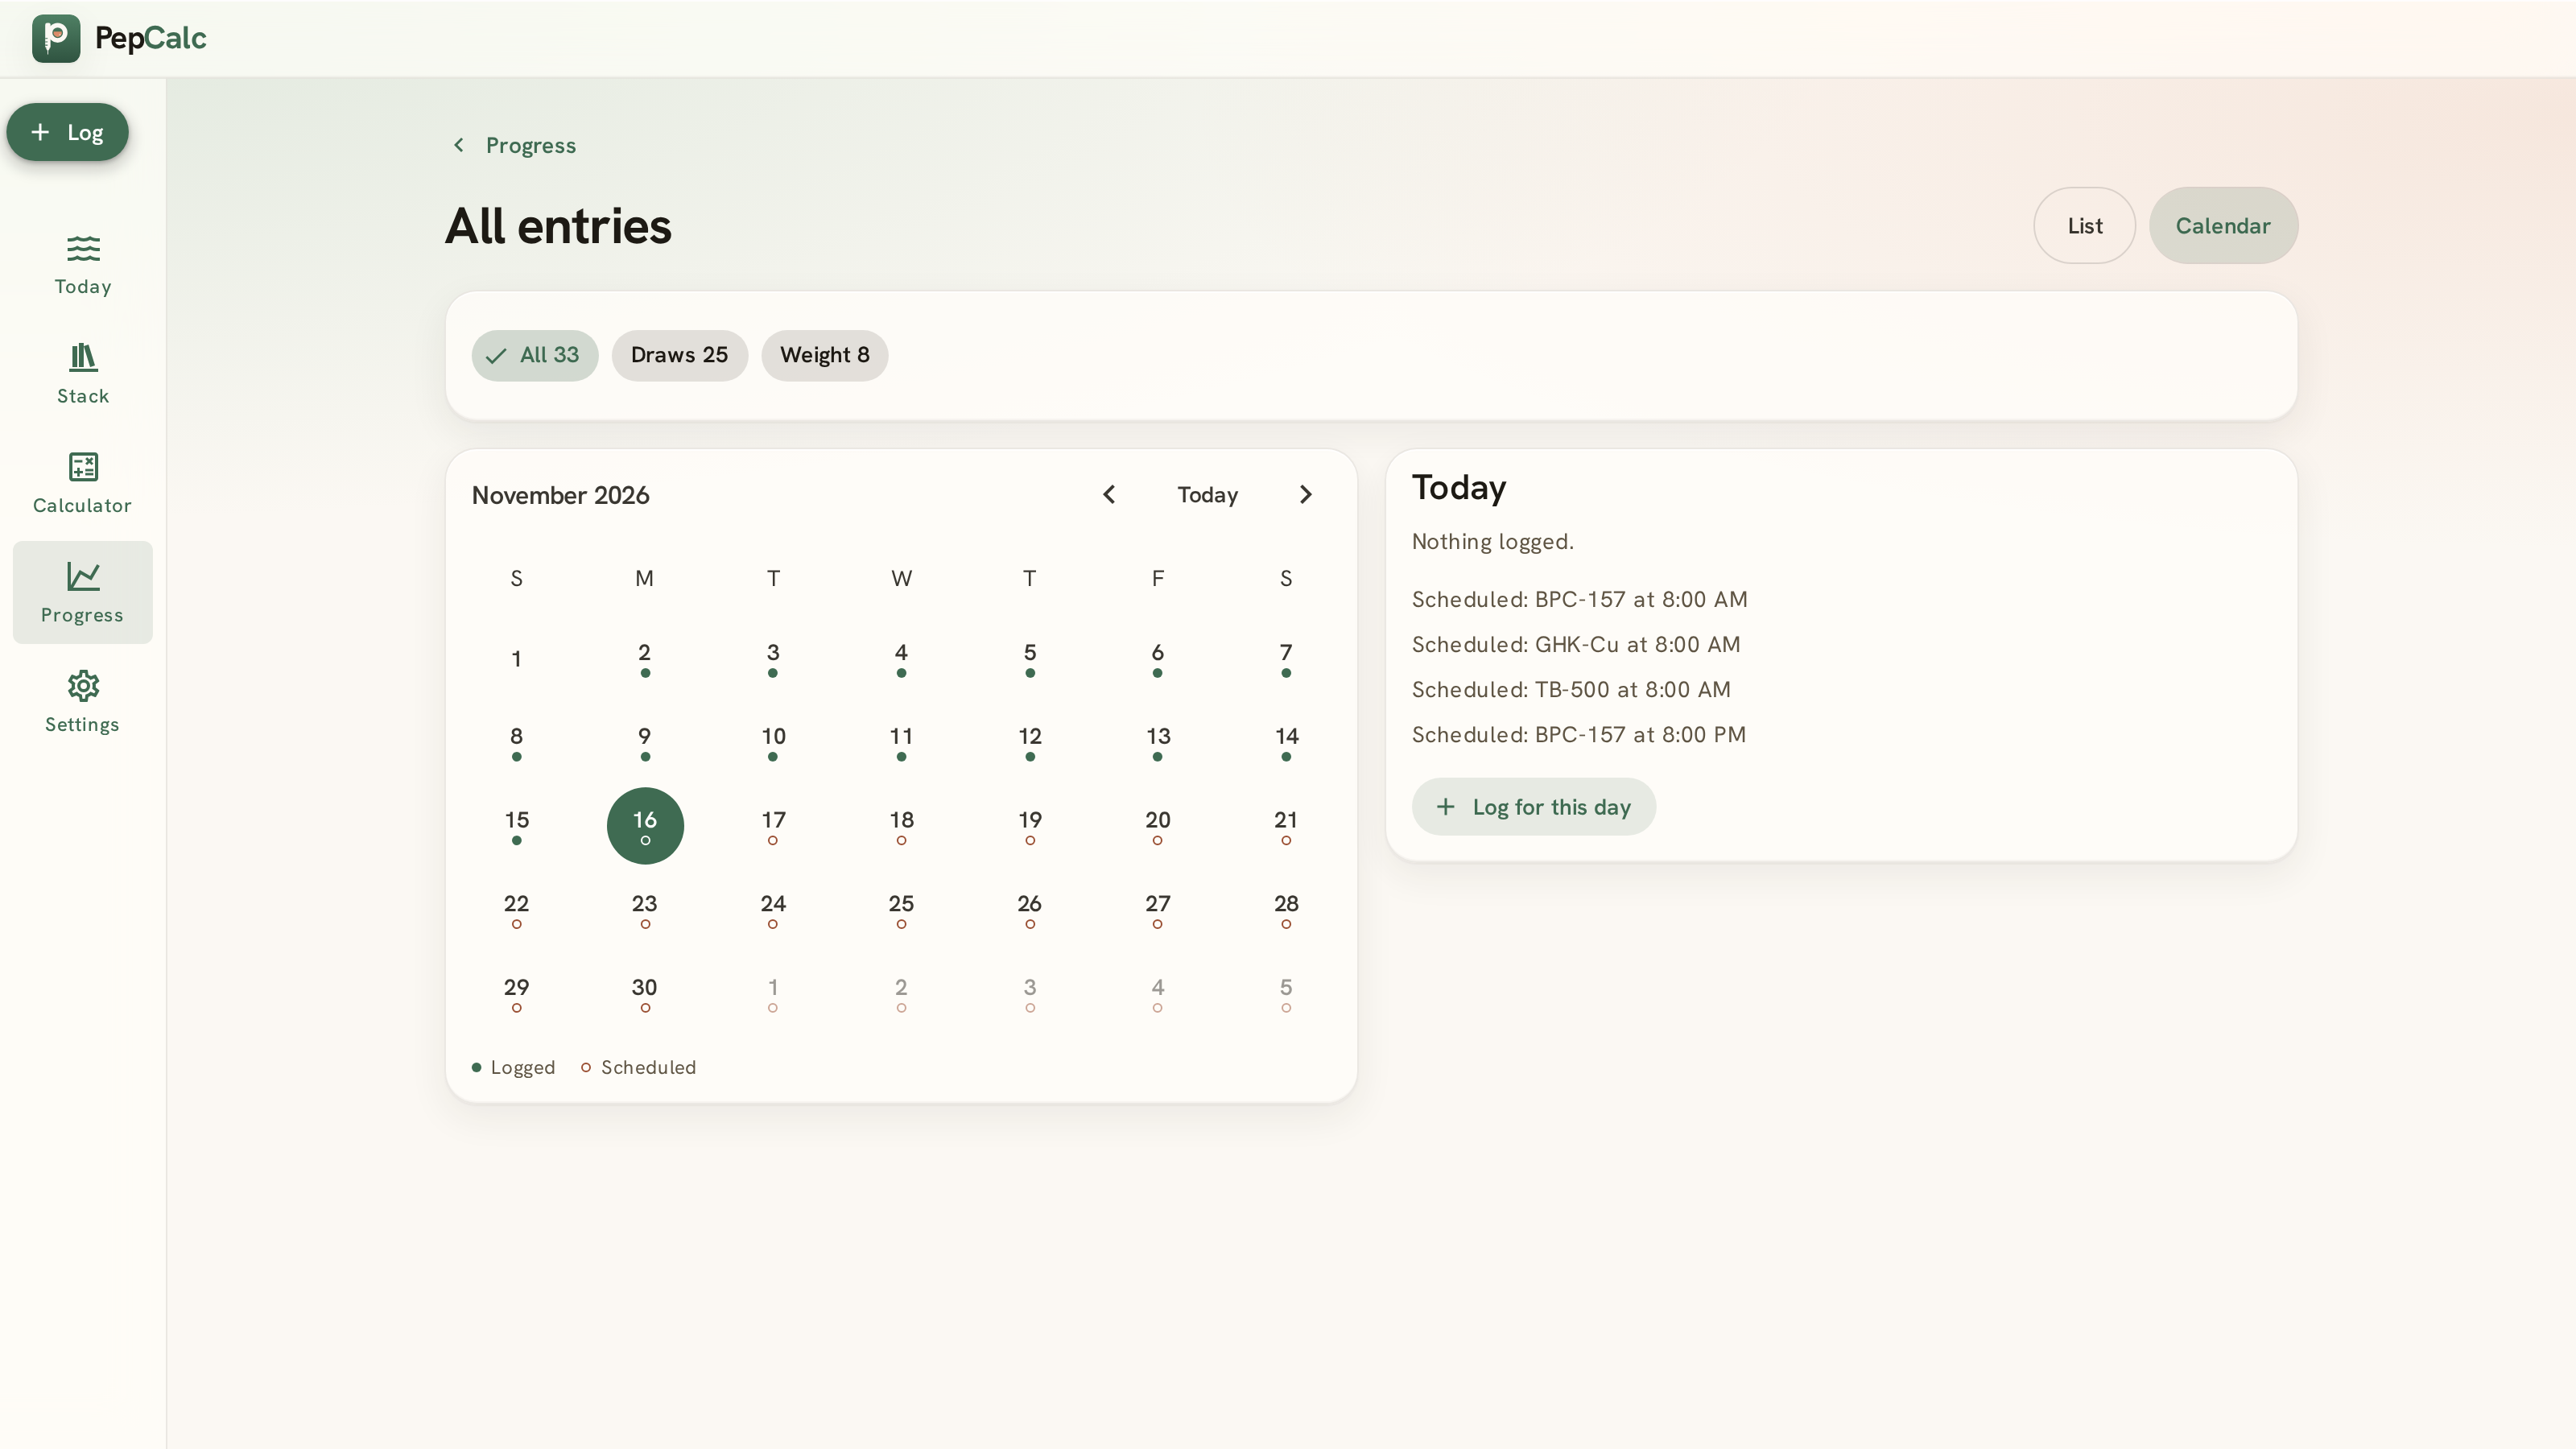 PepCalc
+ Log
Today
Stack
Calculator
Progress
Settings
Progress
All entries
List Calendar
All 33 Draws 25 Weight 8
November 2026 Today
S M T W T F S
1 2 3 4 5 6 7
8 9 10 11 12 13 14
15 16 17 18 19 20 21
22 23 24 25 26 27 28
29 30 1 2 3 4 5
Logged Scheduled
Today
Nothing logged.
Scheduled: BPC-157 at 8:00 AM
Scheduled: GHK-Cu at 8:00 AM
Scheduled: TB-500 at 8:00 AM
Scheduled: BPC-157 at 8:00 PM
+ Log for this day